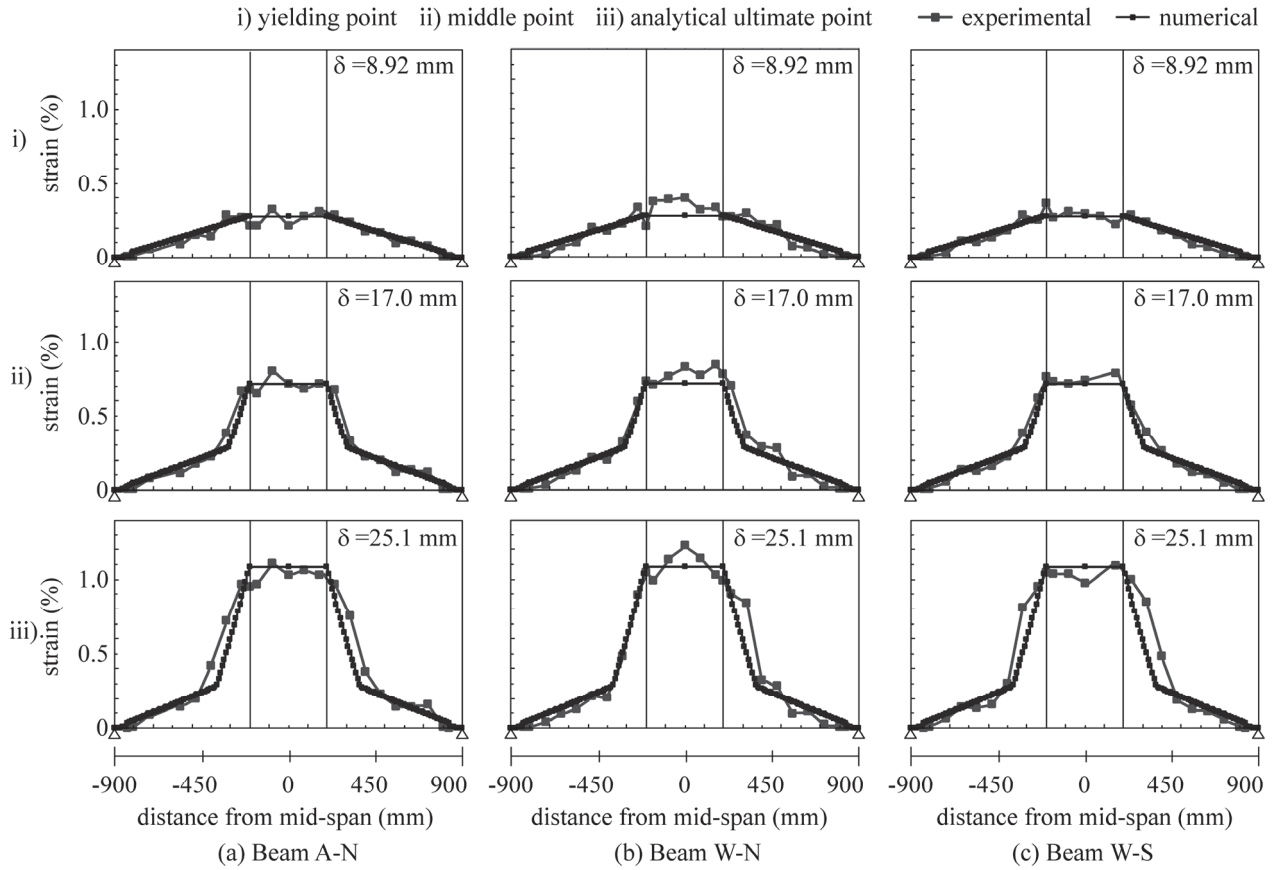 i) yielding point ii) middle point iii) analytical ultimate point experimental numerical
δ =8.92 mm δ =8.92 mm δ =8.92 mm
i)
strain (%)
1.0
0.5
0
δ =17.0 mm δ =17.0 mm δ =17.0 mm
ii)
strain (%)
1.0
0.5
0
δ =25.1 mm δ =25.1 mm δ =25.1 mm
iii)
strain (%)
1.0
0.5
0
-900 -450 0 450 900 -900 -450 0 450 900 -900 -450 0 450 900
distance from mid-span (mm) distance from mid-span (mm) distance from mid-span (mm)
(a) Beam A-N (b) Beam W-N (c) Beam W-S